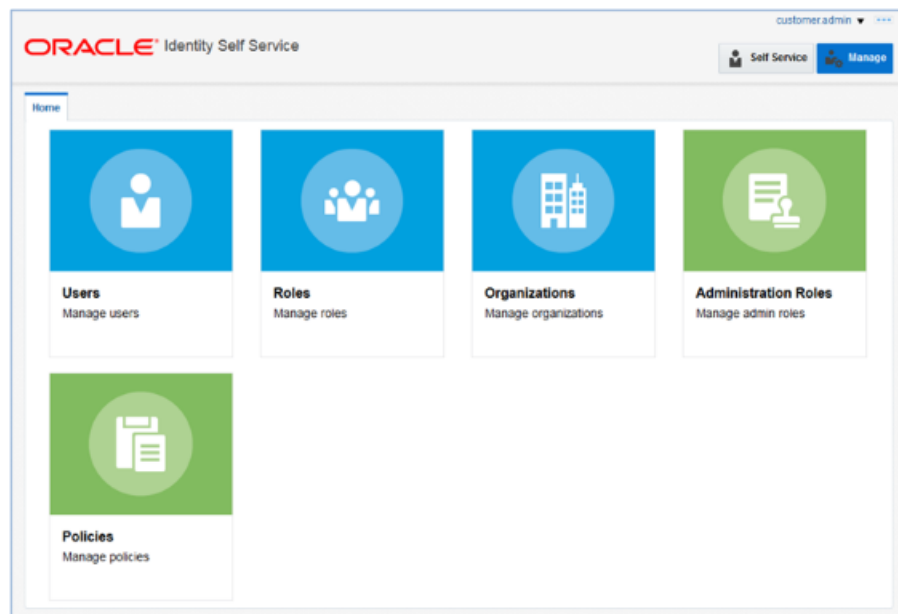 customer.admin
ORACLE® Identity Self Service
Self Service
Manage
Home
Users
Manage users
Roles
Manage roles
Organizations
Manage organizations
Administration Roles
Manage admin roles
Policies
Manage policies